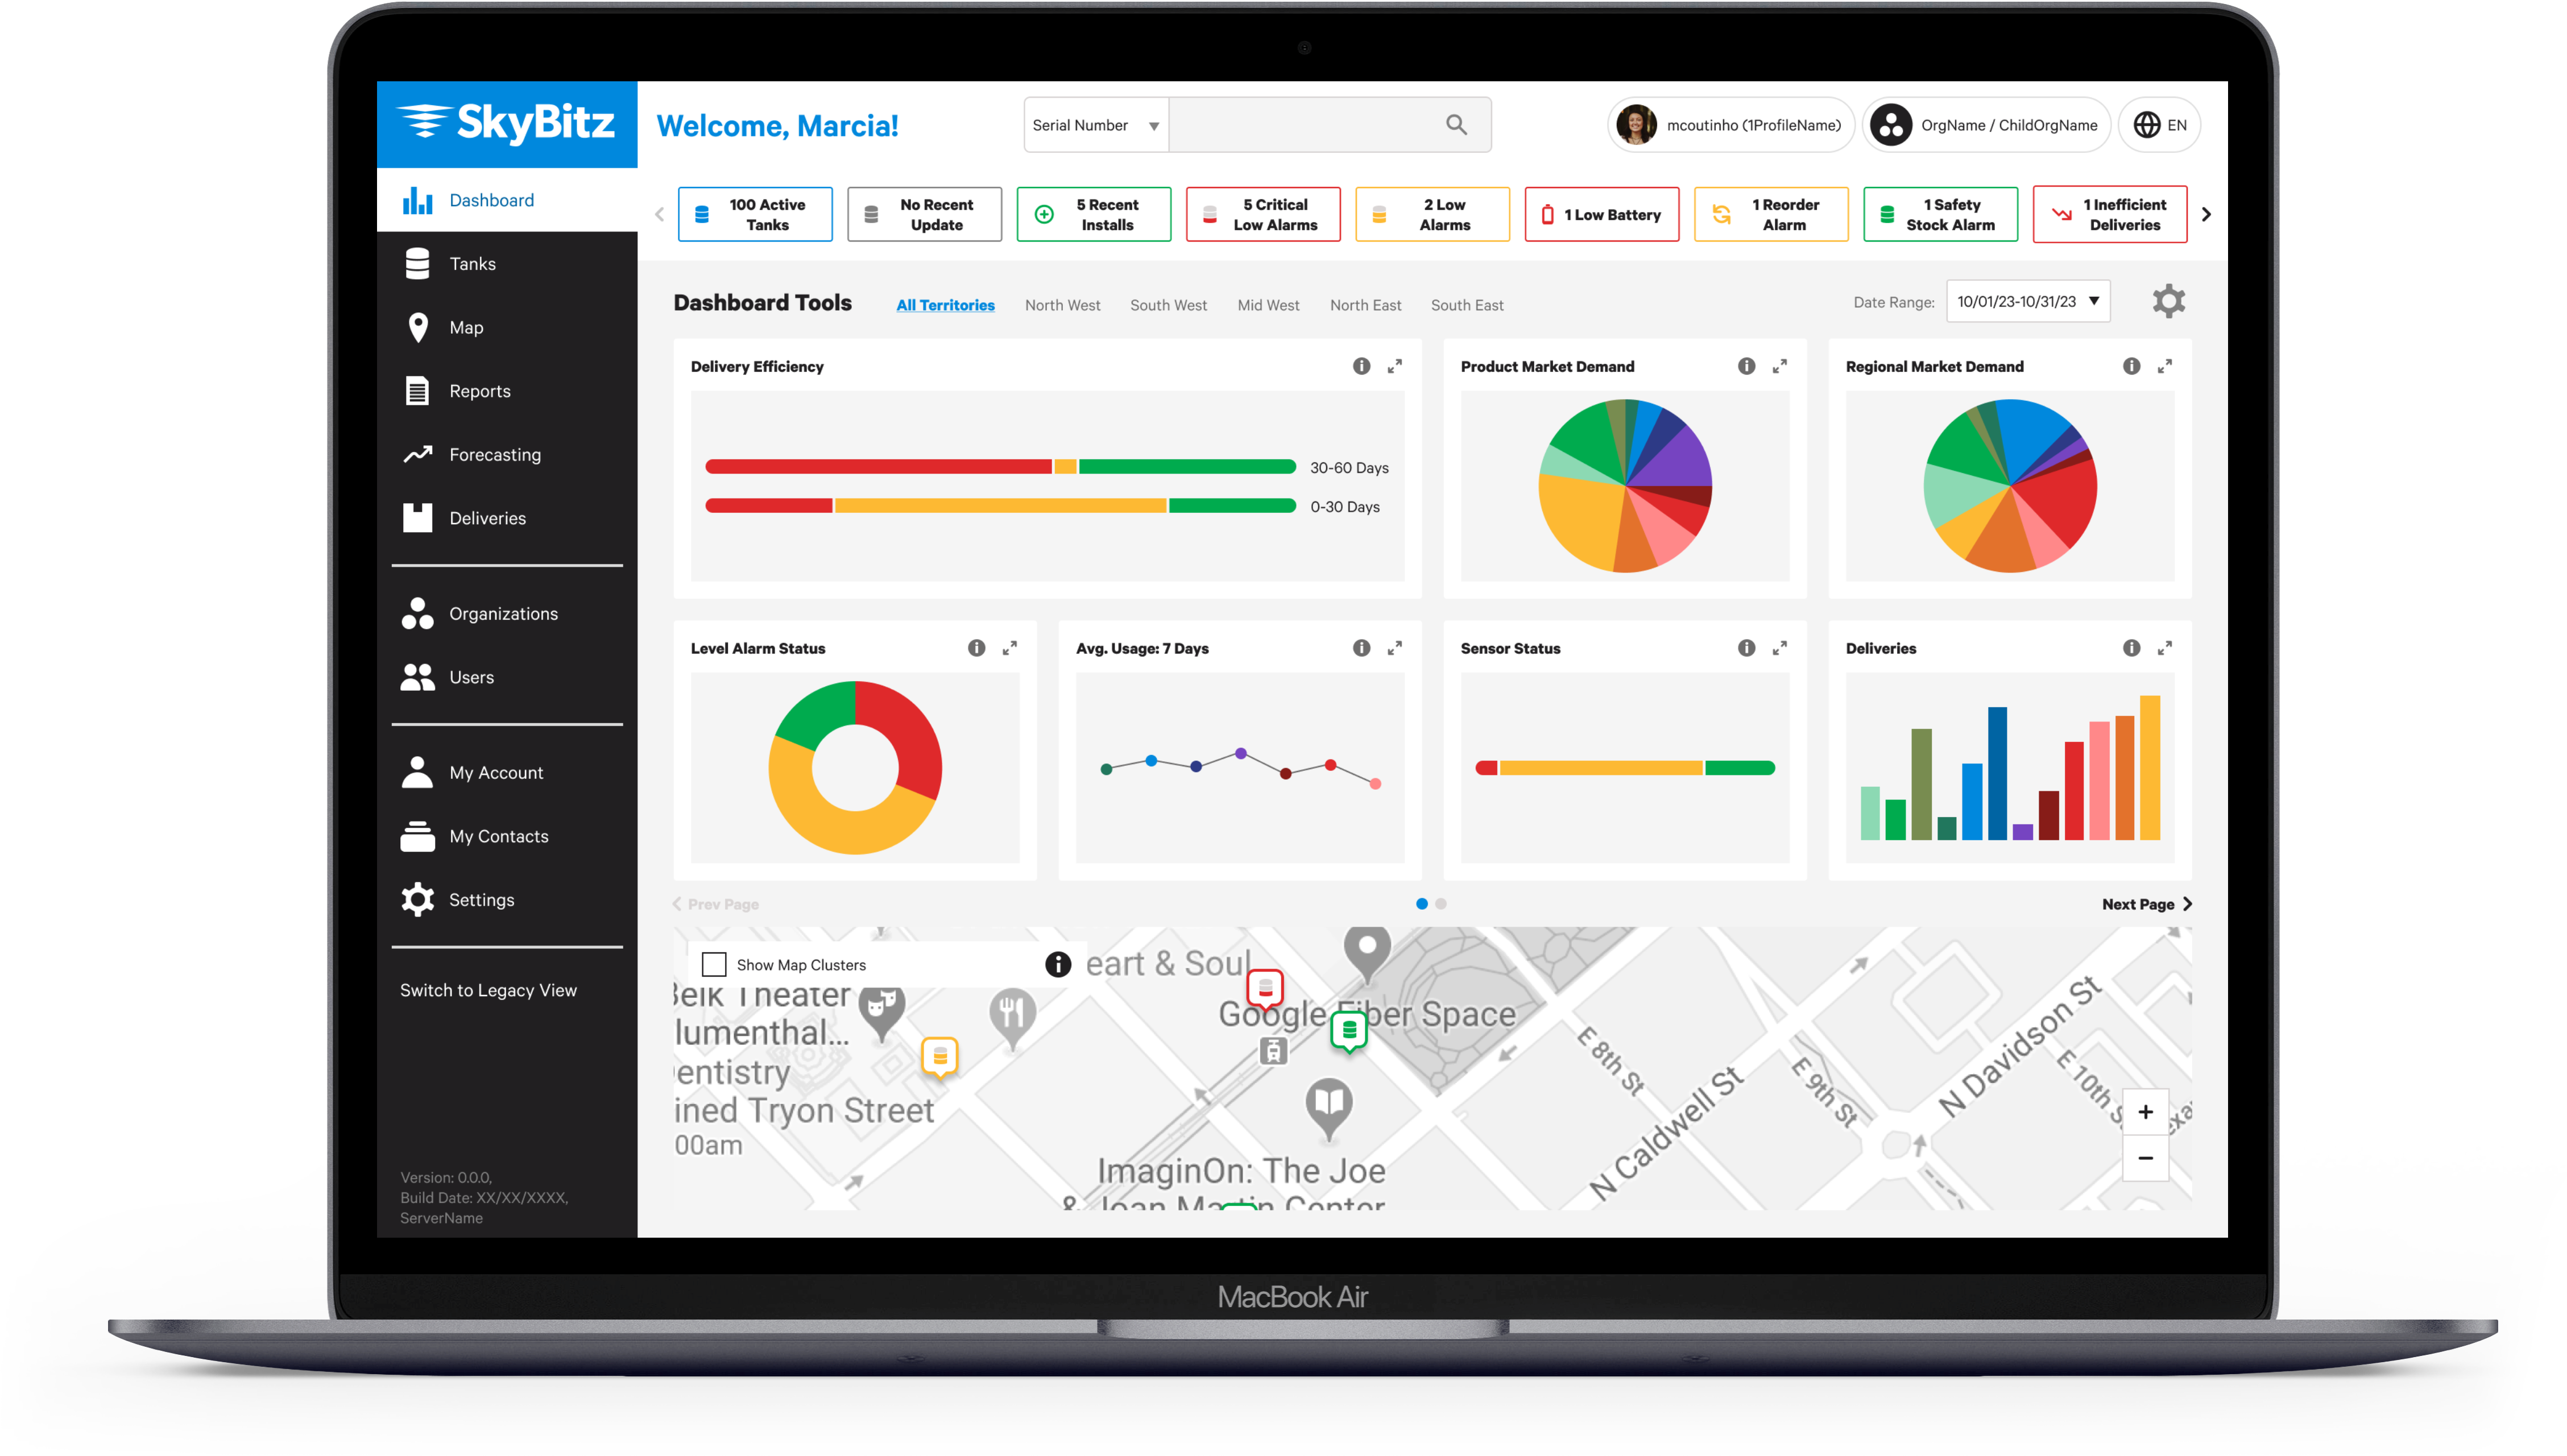 SkyBitz
Welcome, Marcia!
Serial Number
mcoutinho (1ProfileName)
OrgName / ChildOrgName
EN
Dashboard
Tanks
Map
Reports
Forecasting
Deliveries
Organizations
Users
My Account
My Contacts
Settings
Switch to Legacy View
Version: 0.0.0,
Build Date: XX/XX/XXXX,
ServerName
100 Active
Tanks
No Recent
Update
5 Recent
Installs
5 Critical
Low Alarms
2 Low
Alarms
1 Low Battery
1 Reorder
Alarm
1 Safety
Stock Alarm
1 Inefficient
Deliveries
Dashboard Tools
All Territories
North West
South West
Mid West
North East
South East
Date Range:
10/01/23-10/31/23
Delivery Efficiency
30-60 Days
0-30 Days
Product Market Demand
Regional Market Demand
Level Alarm Status
Avg. Usage: 7 Days
Sensor Status
Deliveries
Prev Page
Next Page
Show Map Clusters
eart & Soul
Belk Theater
lumenthal...
entistry
ined Tryon Street
00am
Google Fiber Space
ImaginOn: The Joe
& Joan Martin Center
E 8th St
N Caldwell St
E 9th St
N Davidson St
E 10th S
MacBook Air